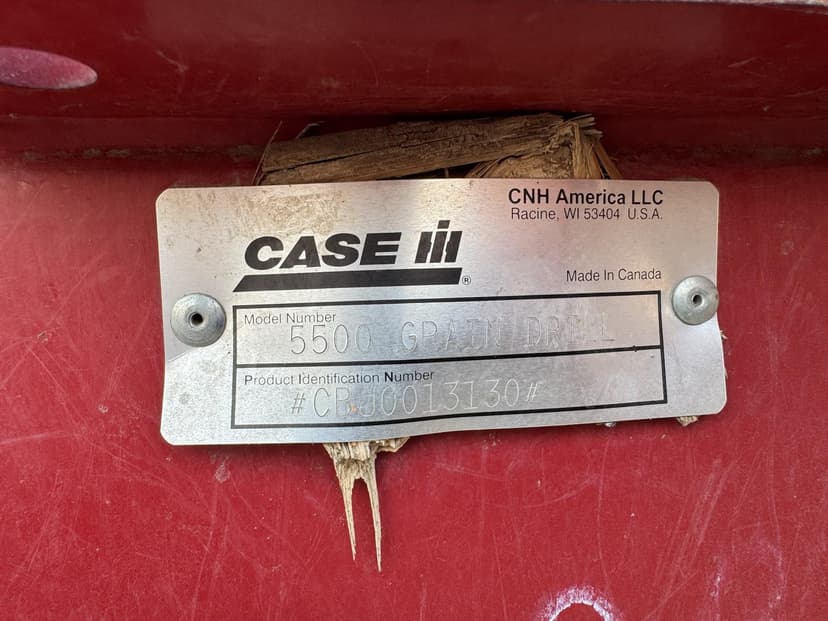 CNH America LLC
Racine, WI 53404 U.S.A.
CASE IH
®
Made In Canada
Model Number
5500 GRAIN DRILL
Product Identification Number
#CBJ0013130#